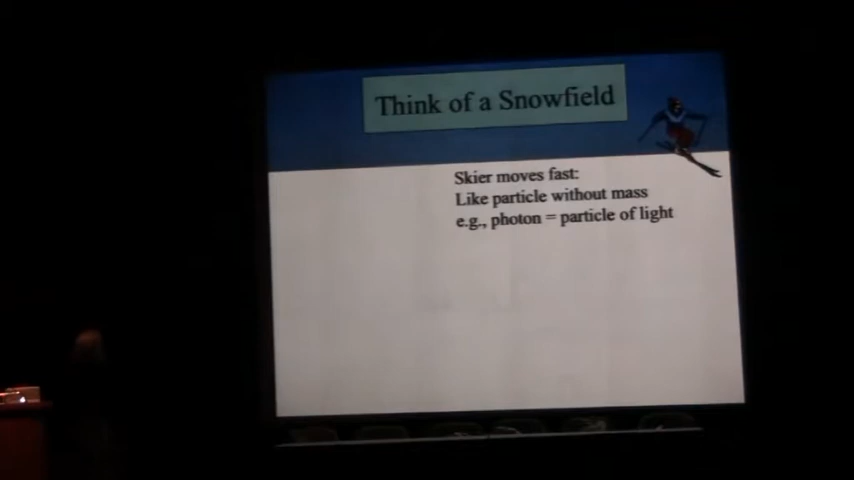 Think of a Snowfield
Skier moves fast:
Like particle without mass
e.g., photon = particle of light